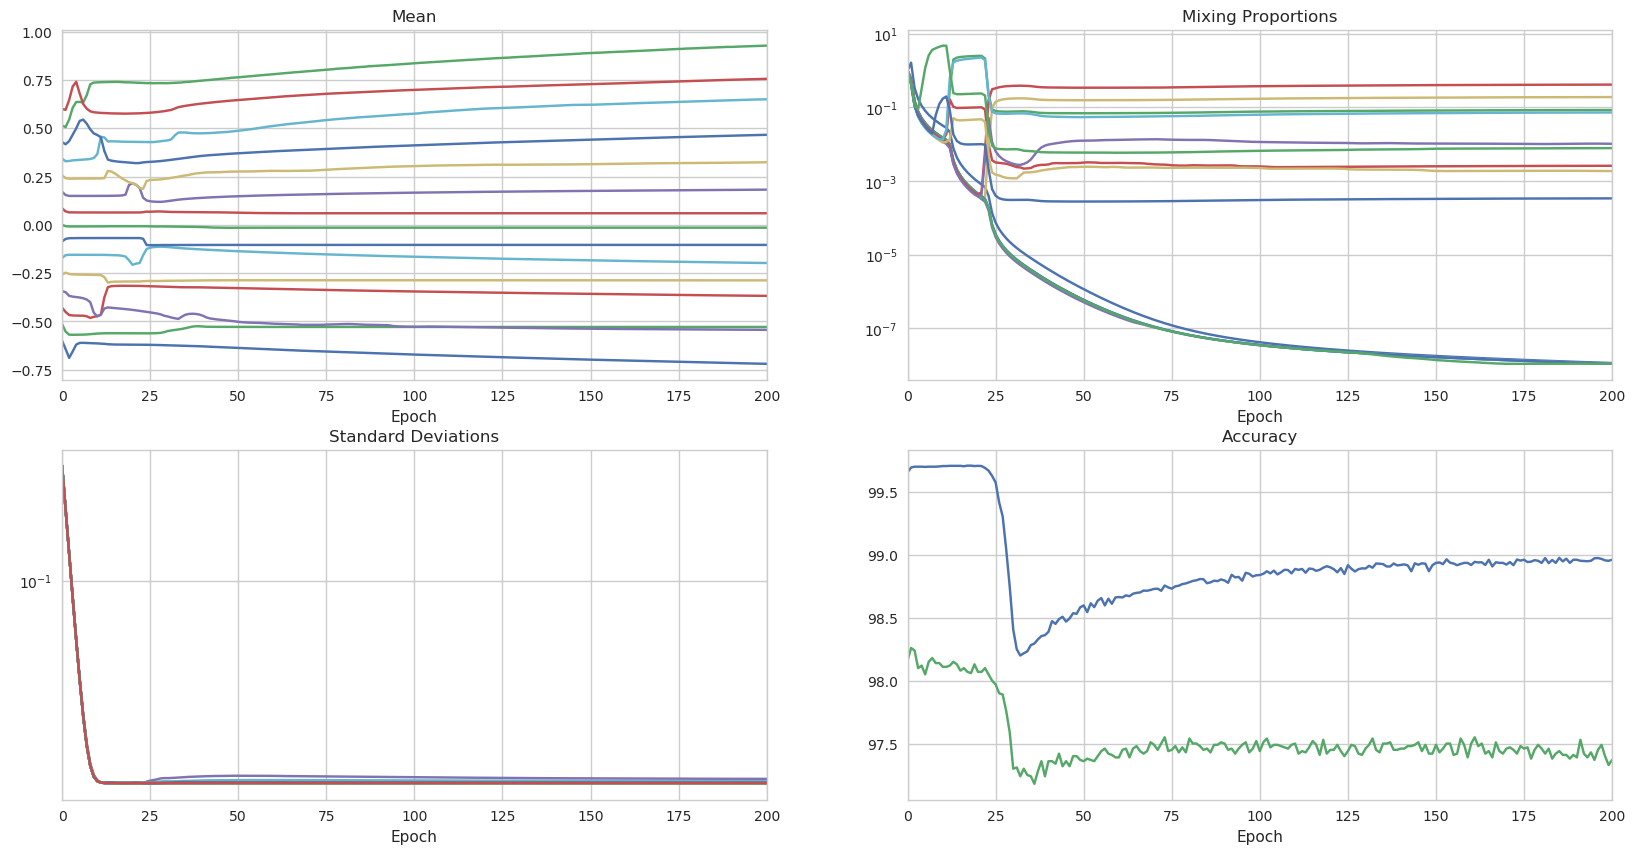 Mean
1.00
0.75
0.50
0.25
0.00
−0.25
−0.50
−0.75
0 25 50 75 100 125 150 175 200
Epoch
Mixing Proportions
10^1
10^−1
10^−3
10^−5
10^−7
0 25 50 75 100 125 150 175 200
Epoch
Standard Deviations
10^−1
0 25 50 75 100 125 150 175 200
Epoch
Accuracy
99.5
99.0
98.5
98.0
97.5
0 25 50 75 100 125 150 175 200
Epoch